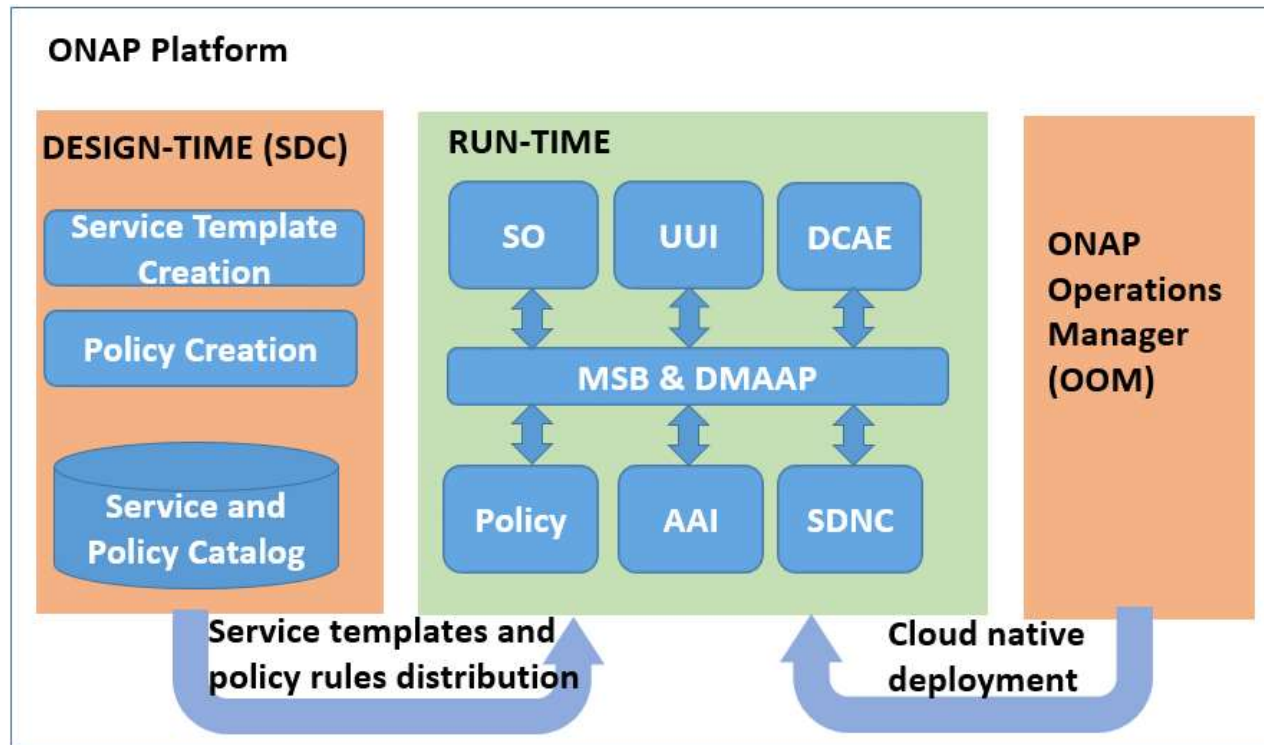 ONAP Platform
DESIGN-TIME (SDC)
Service Template
Creation
Policy Creation
Service and
Policy Catalog
RUN-TIME
SO
UUI
DCAE
MSB & DMAAP
Policy
AAI
SDNC
ONAP
Operations
Manager
(OOM)
Service templates and
policy rules distribution
Cloud native
deployment